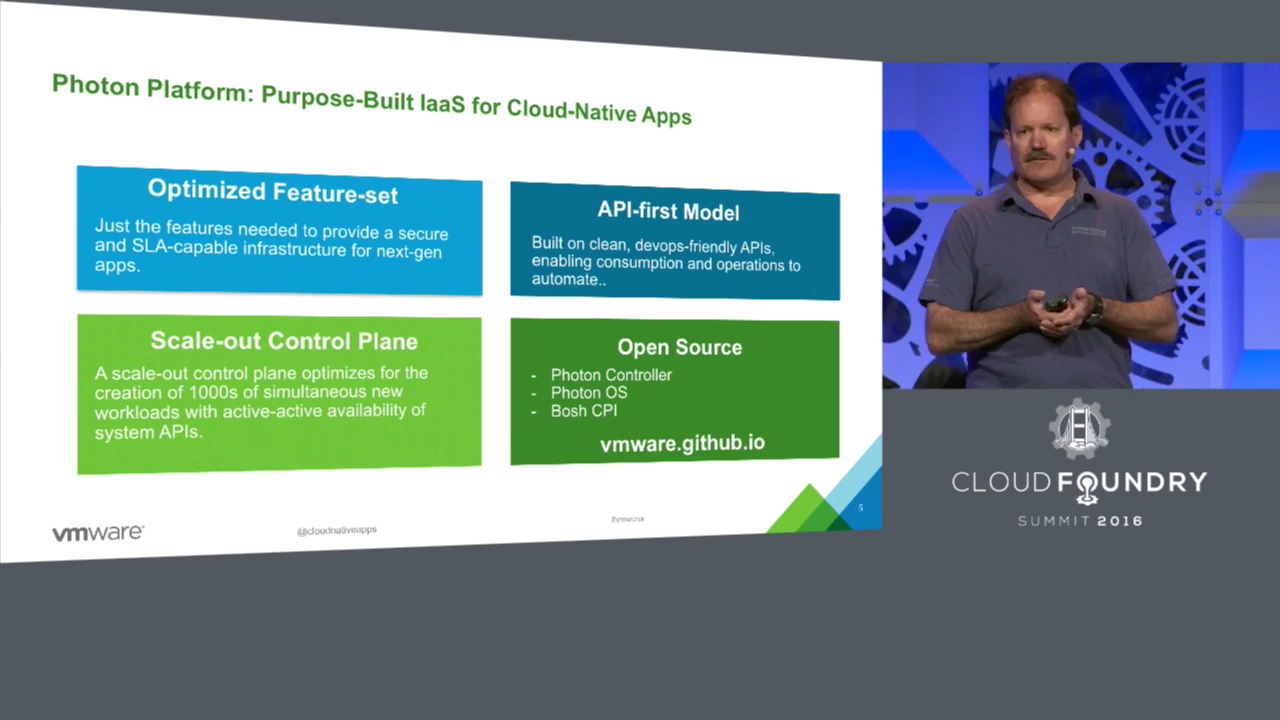 Photon Platform: Purpose-Built IaaS for Cloud-Native Apps
Optimized Feature-set
Just the features needed to provide a secure
and SLA-capable infrastructure for next-gen
apps.
API-first Model
Built on clean, devops-friendly APIs,
enabling consumption and operations to
automate..
Scale-out Control Plane
A scale-out control plane optimizes for the
creation of 1000s of simultaneous new
workloads with active-active availability of
system APIs.
Open Source
- Photon Controller
- Photon OS
- Bosh CPI
vmware.github.io
vmware
@cloudnativeapps
5
CLOUD FOUNDRY
SUMMIT 2016